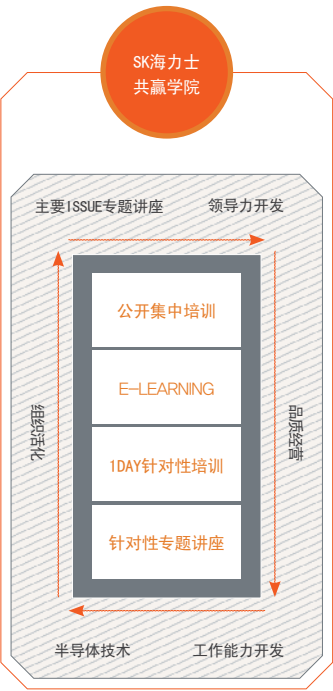 SK海力士
共赢学院
主要ISSUE专题讲座
领导力开发
公开集中培训
E-LEARNING
1DAY针对性培训
针对性专题讲座
组织活化
品质经营
半导体技术
工作能力开发